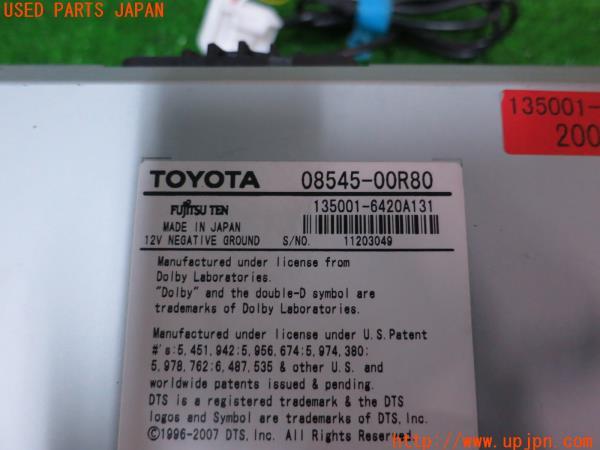 USED PARTS JAPAN
135001-
200
TOYOTA 08545-00R80
FUJITSU TEN 135001-6420A131
MADE IN JAPAN
12V NEGATIVE GROUND S/NO. 11203049
Manufactured under license from
Dolby Laboratories.
"Dolby" and the double-D symbol are
trademarks of Dolby Laboratories.
Manufactured under license under U.S.Patent
#'s:5,451,942;5,956,674;5,974,380;
5,978,762;6,487,535 & other U.S. and
worldwide patents issued & pending.
DTS is a registered trademark & the DTS
logos and Symbol are trademarks of DTS,Inc.
©1996-2007 DTS,Inc. All Rights Reserved.
http://www.upjpn.com